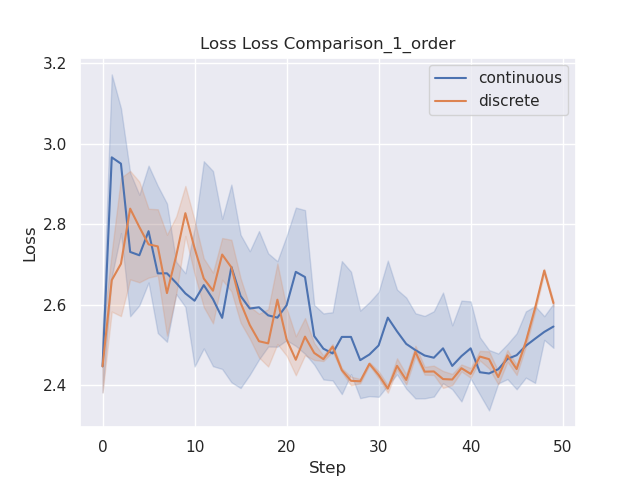 Loss Loss Comparison_1_order
continuous
discrete
3.2
3.0
2.8
2.6
2.4
Loss
0 10 20 30 40 50
Step